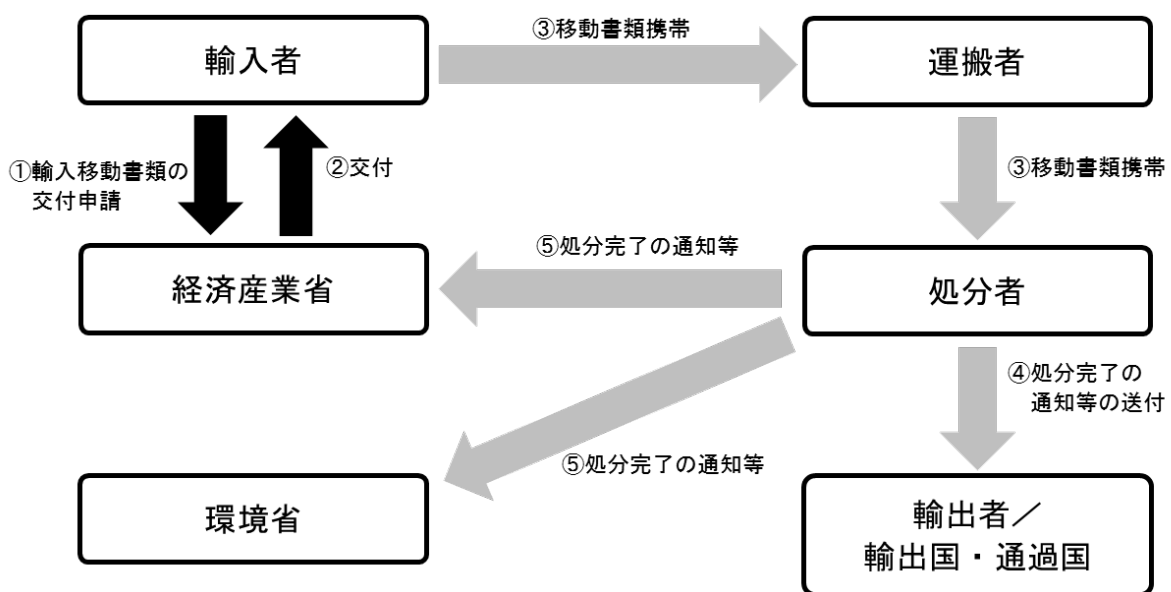 輸入者
③移動書類携帯
運搬者
①輸入移動書類の
交付申請
②交付
③移動書類携帯
経済産業省
⑤処分完了の通知等
処分者
④処分完了の
通知等の送付
⑤処分完了の通知等
環境省
輸出者／
輸出国・通過国